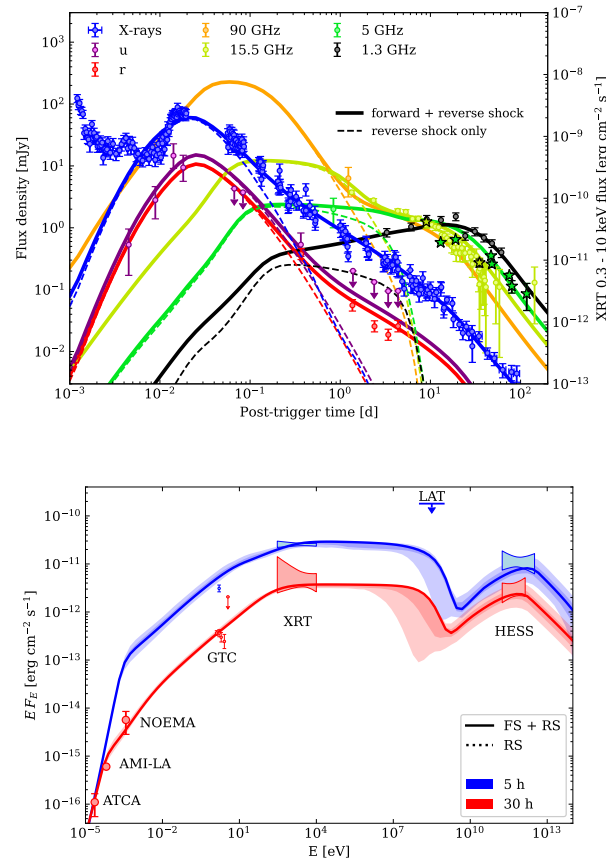 X-rays
u
r
90 GHz
15.5 GHz
5 GHz
1.3 GHz
forward + reverse shock
reverse shock only
10³
10²
10¹
10⁰
10⁻¹
10⁻²
Flux density [mJy]
10⁻⁷
10⁻⁸
10⁻⁹
10⁻¹⁰
10⁻¹¹
10⁻¹²
10⁻¹³
XRT 0.3 - 10 keV flux [erg cm⁻² s⁻¹]
10⁻³ 10⁻² 10⁻¹ 10⁰ 10¹ 10²
Post-trigger time [d]
LAT
XRT
HESS
GTC
NOEMA
AMI-LA
ATCA
FS + RS
RS
5 h
30 h
10⁻¹⁰
10⁻¹¹
10⁻¹²
10⁻¹³
10⁻¹⁴
10⁻¹⁵
10⁻¹⁶
EF_E [erg cm⁻² s⁻¹]
10⁻⁵ 10⁻² 10¹ 10⁴ 10⁷ 10¹⁰ 10¹³
E [eV]